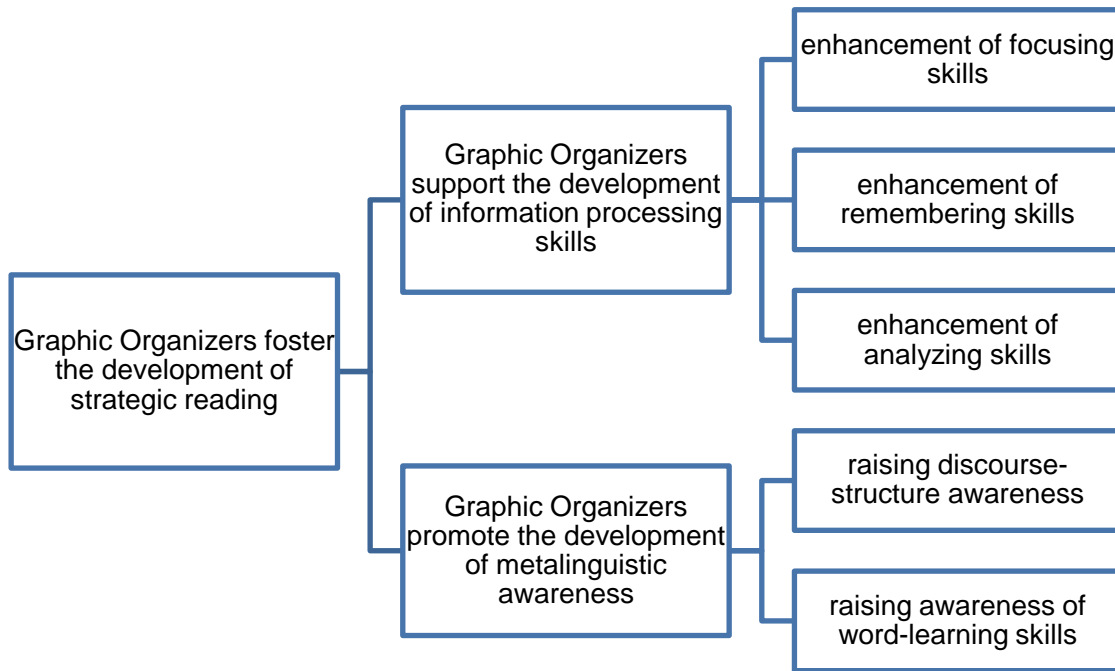 Graphic Organizers foster
the development of
strategic reading
Graphic Organizers
support the development
of information processing
skills
enhancement of focusing
skills
enhancement of
remembering skills
enhancement of
analyzing skills
Graphic Organizers
promote the development
of metalinguistic
awareness
raising discourse-
structure awareness
raising awareness of
word-learning skills